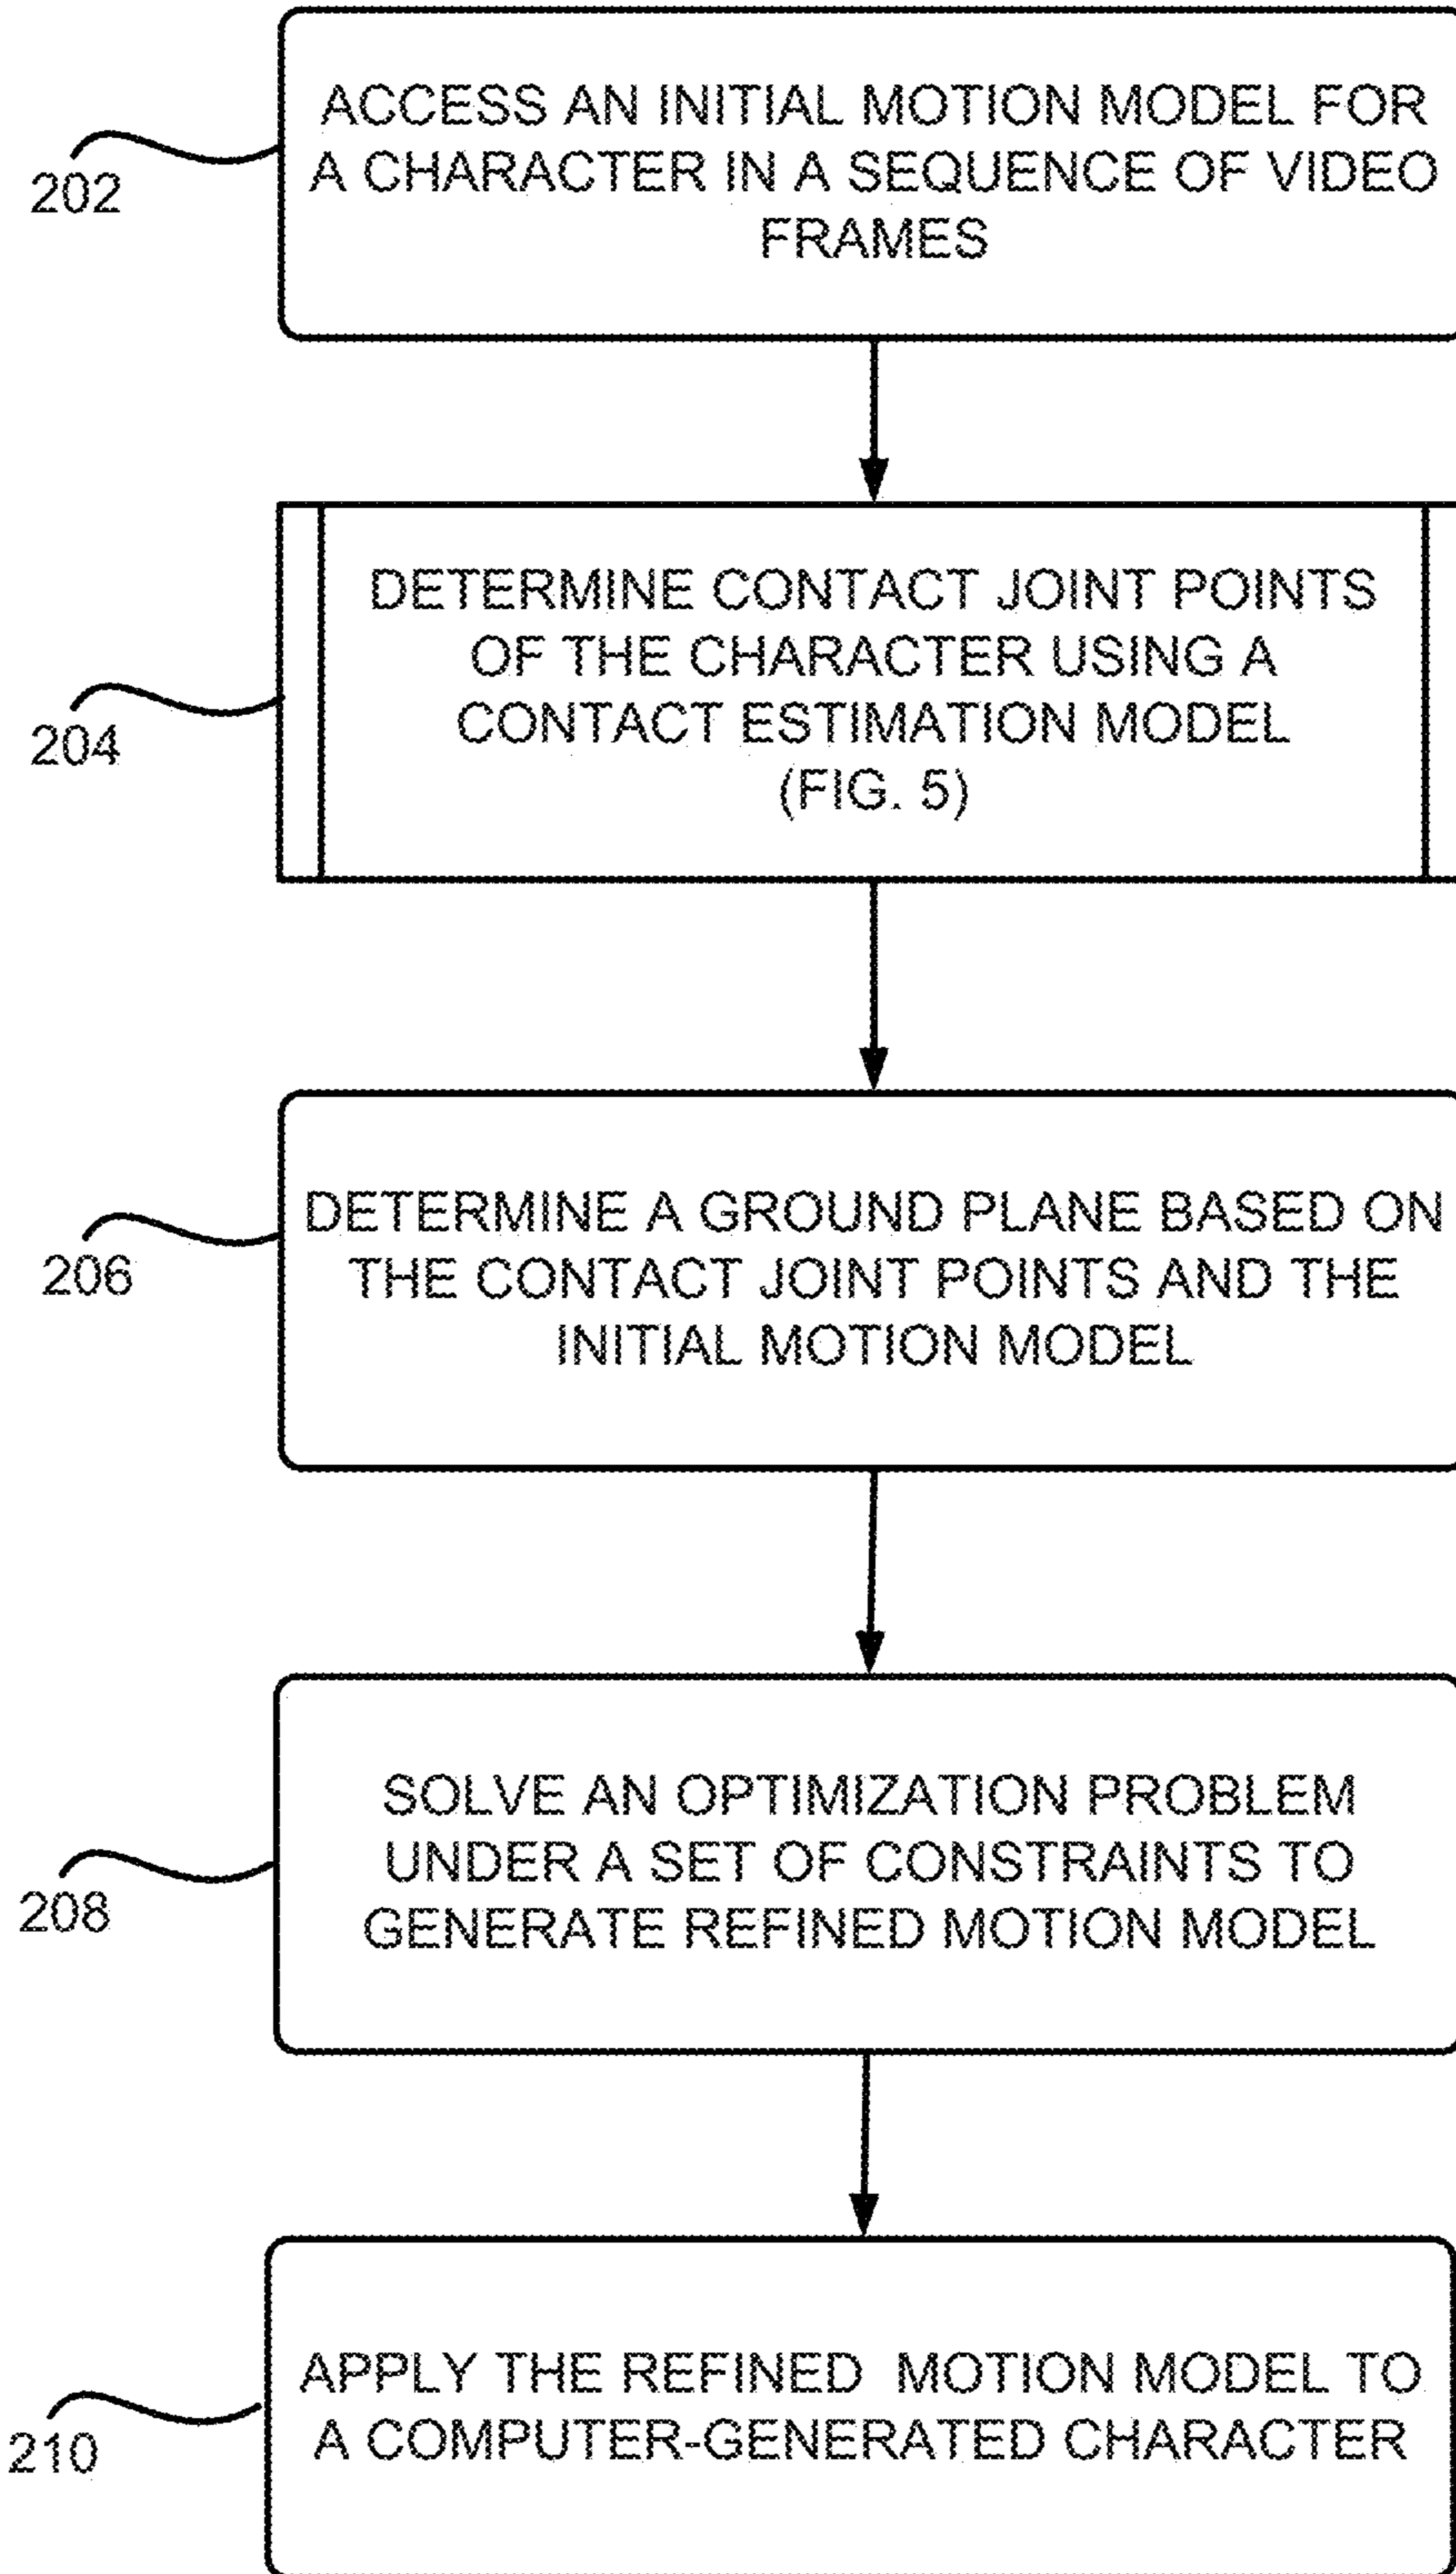 202
ACCESS AN INITIAL MOTION MODEL FOR
A CHARACTER IN A SEQUENCE OF VIDEO
FRAMES
204
DETERMINE CONTACT JOINT POINTS
OF THE CHARACTER USING A
CONTACT ESTIMATION MODEL
(FIG. 5)
206
DETERMINE A GROUND PLANE BASED ON
THE CONTACT JOINT POINTS AND THE
INITIAL MOTION MODEL
208
SOLVE AN OPTIMIZATION PROBLEM
UNDER A SET OF CONSTRAINTS TO
GENERATE REFINED MOTION MODEL
210
APPLY THE REFINED MOTION MODEL TO
A COMPUTER-GENERATED CHARACTER